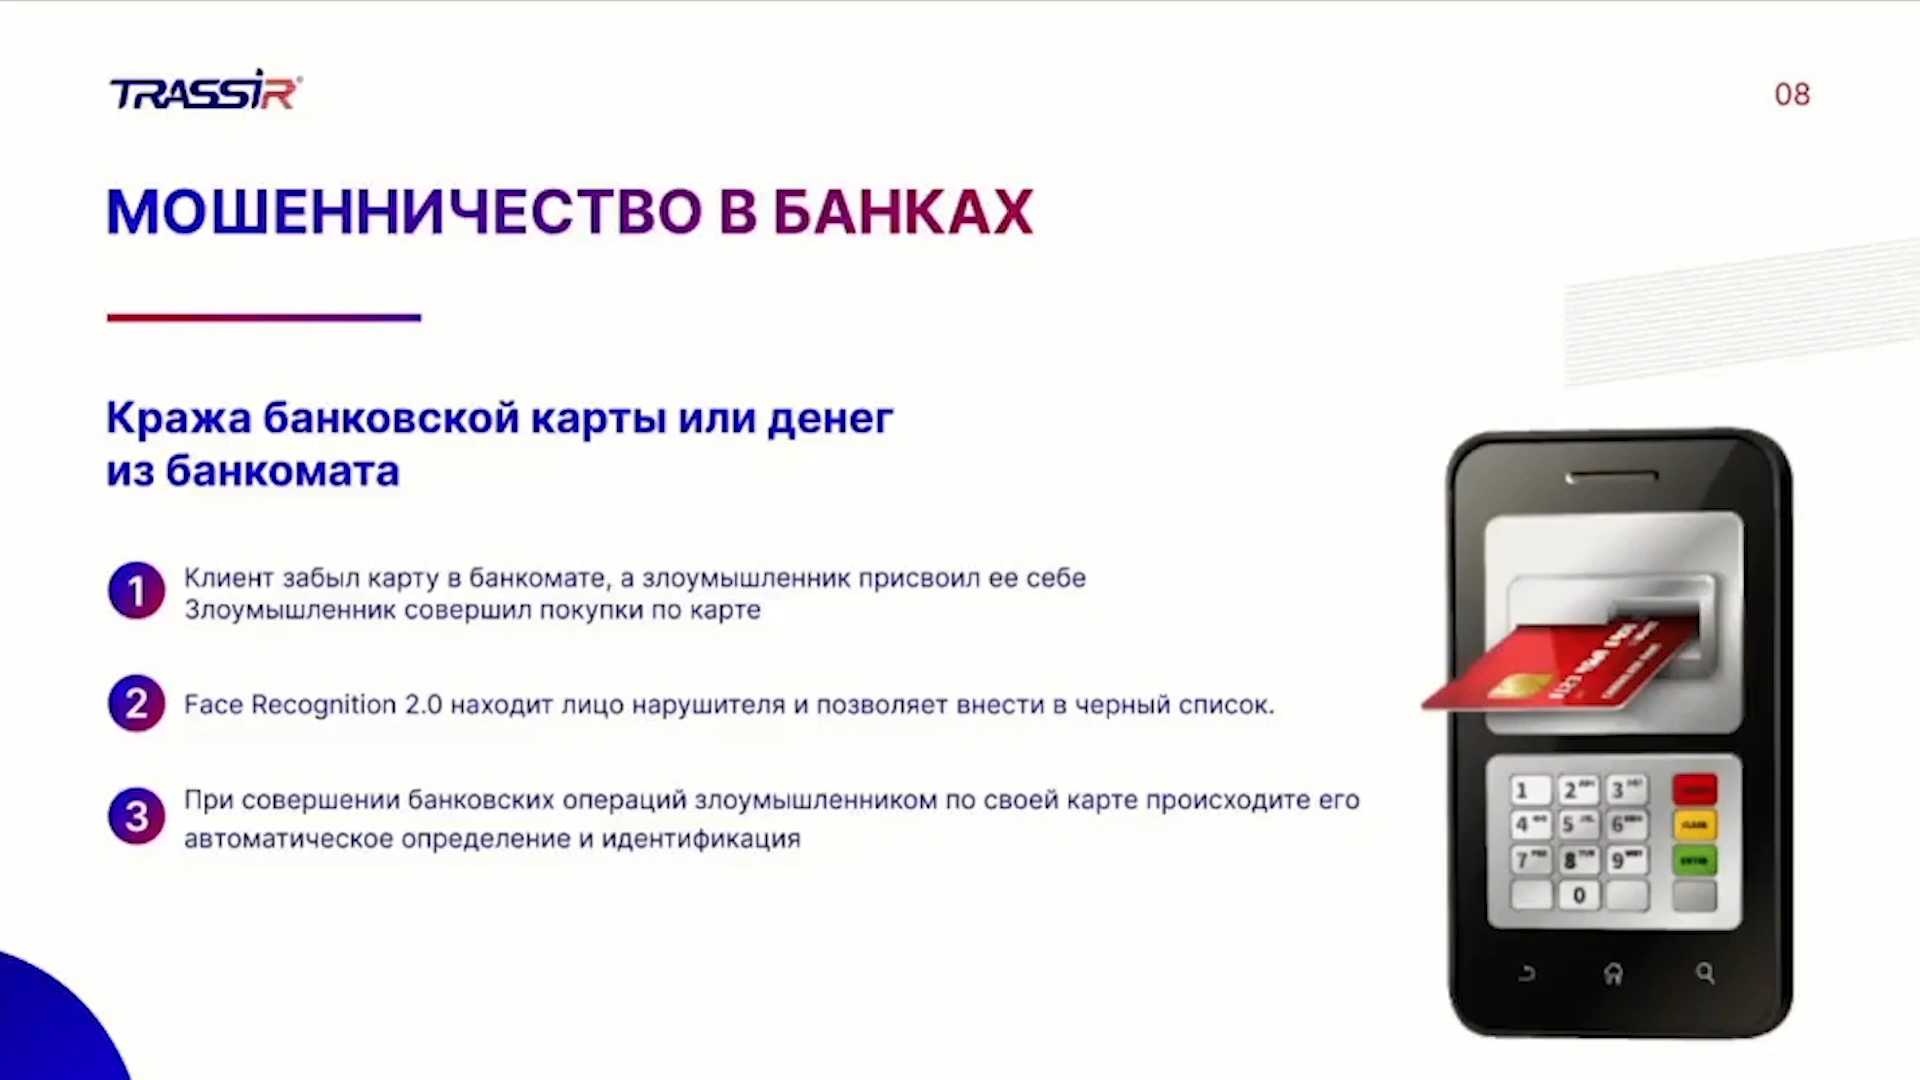 TRASSIR
08
МОШЕННИЧЕСТВО В БАНКАХ
Кража банковской карты или денег
из банкомата
1
Клиент забыл карту в банкомате, а злоумышленник присвоил ее себе
Злоумышленник совершил покупки по карте
2
Face Recognition 2.0 находит лицо нарушителя и позволяет внести в черный список.
3
При совершении банковских операций злоумышленником по своей карте происходите его
автоматическое определение и идентификация
1 2 3
4 5 6
7 8 9
0